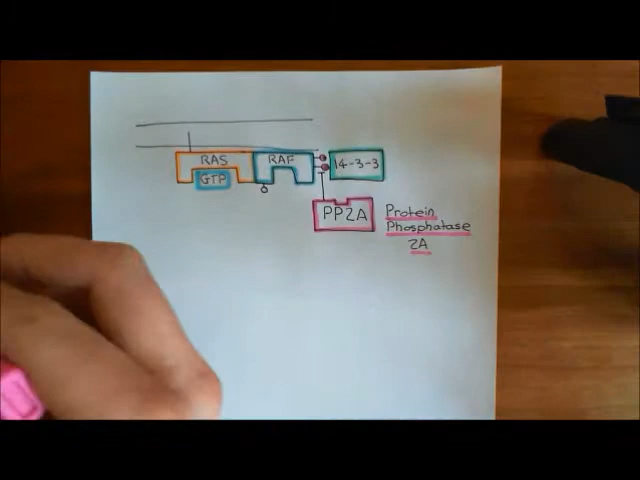 RAS
RAF
14-3-3
GTP
PP2A
Protein
Phosphatase
2A